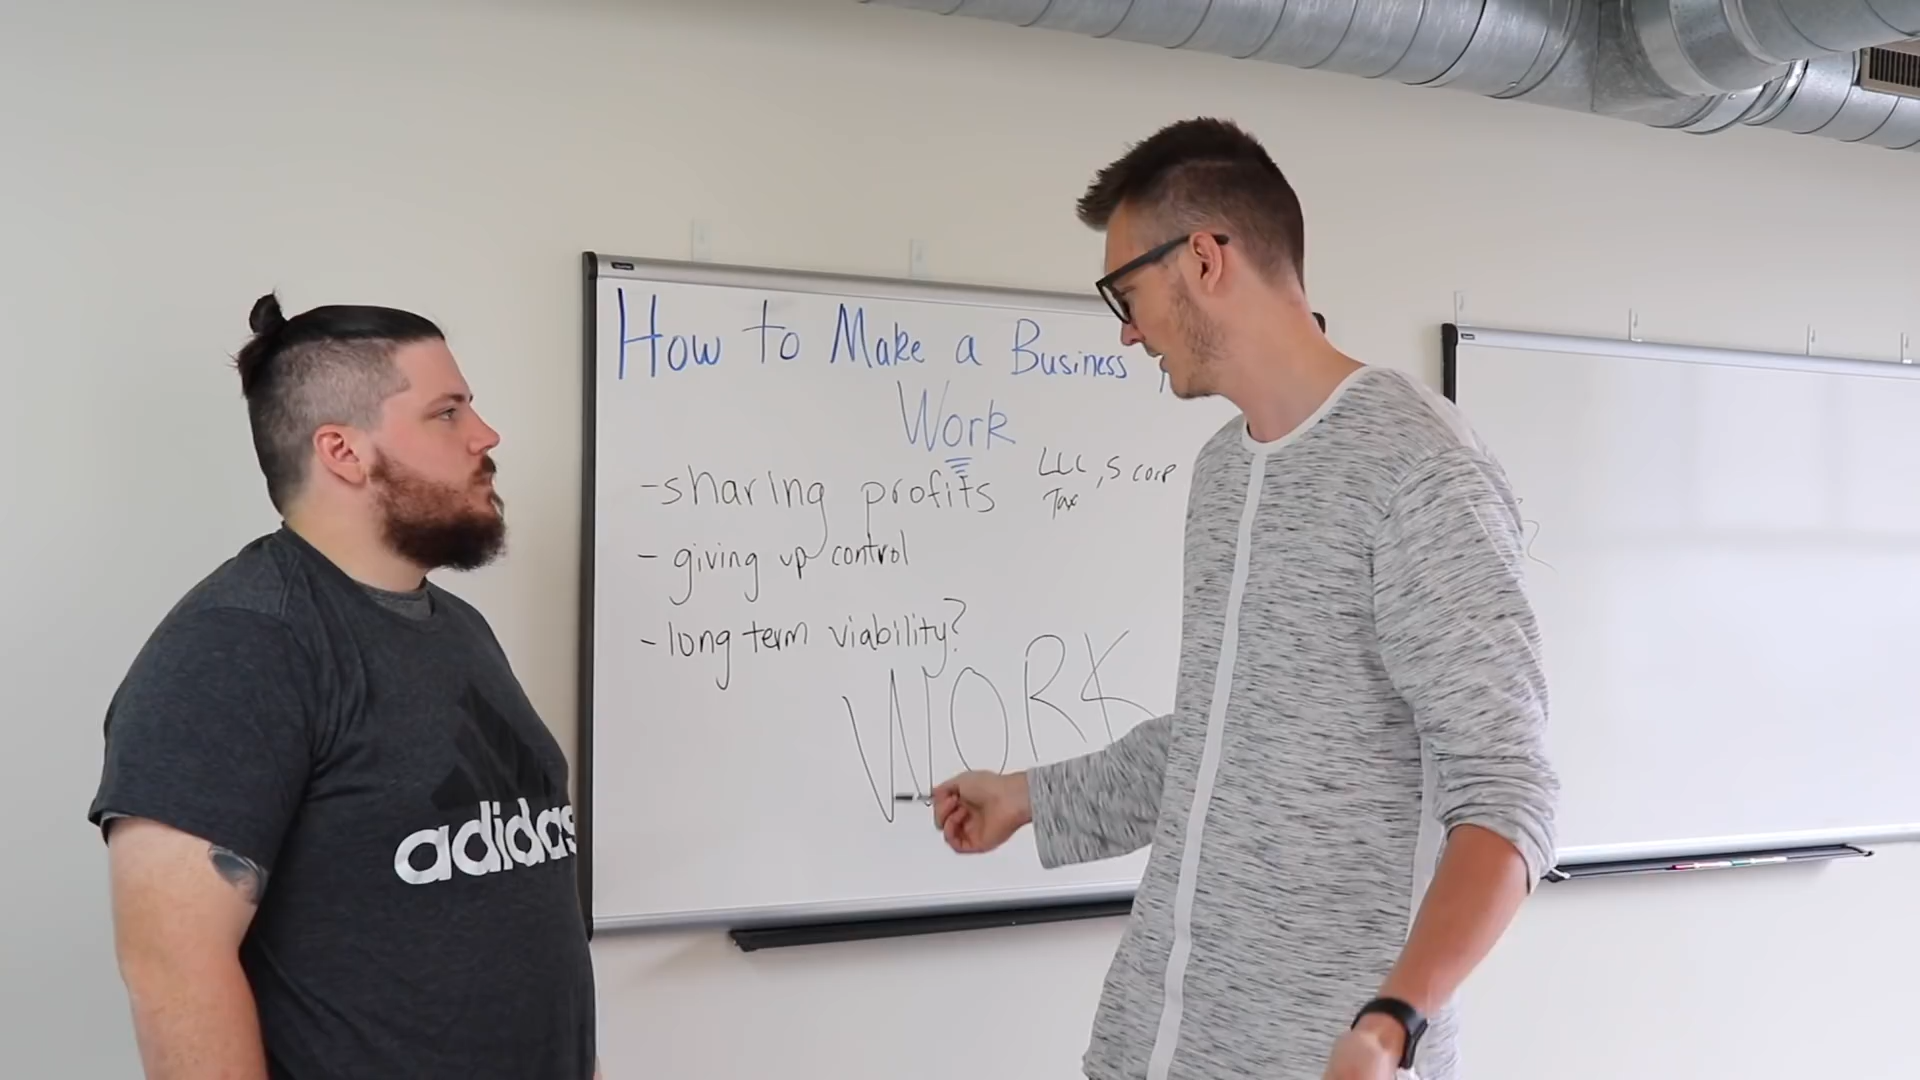 How to Make a Business
Work
-sharing profits
LLC, S corp
Tax
- giving up control
-long term viability?
WORK
adidas